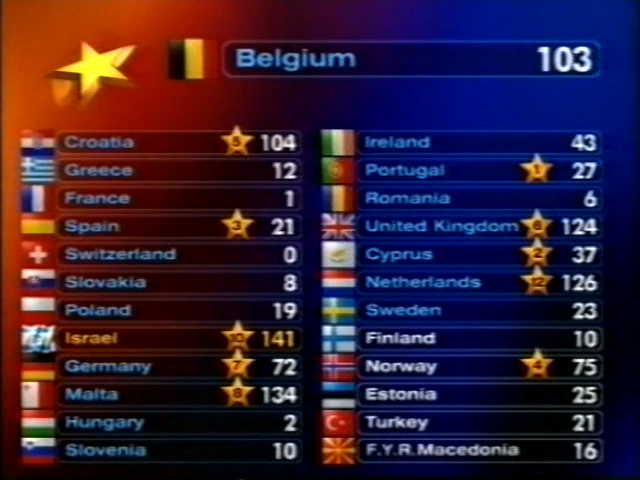 Belgium 103
Croatia 5 104
Greece 12
France 1
Spain 3 21
Switzerland 0
Slovakia 8
Poland 19
Israel 10 141
Germany 7 72
Malta 8 134
Hungary 2
Slovenia 10
Ireland 43
Portugal 1 27
Romania 6
United Kingdom 6 124
Cyprus 2 37
Netherlands 12 126
Sweden 23
Finland 10
Norway 4 75
Estonia 25
Turkey 21
F.Y.R.Macedonia 16